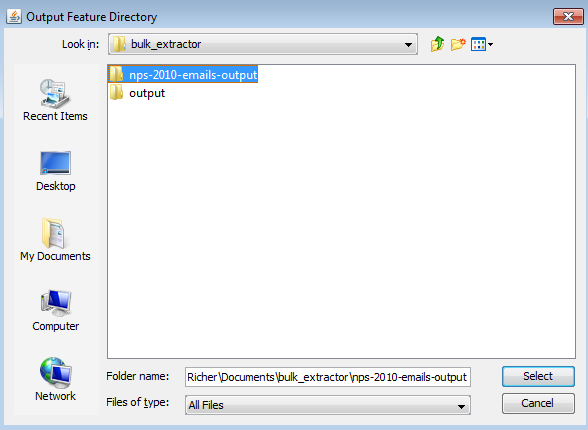 Output Feature Directory
Look in: bulk_extractor
nps-2010-emails-output
output
Recent Items
Desktop
My Documents
Computer
Network
Folder name: Richer\Documents\bulk_extractor\nps-2010-emails-output
Select
Files of type: All Files
Cancel